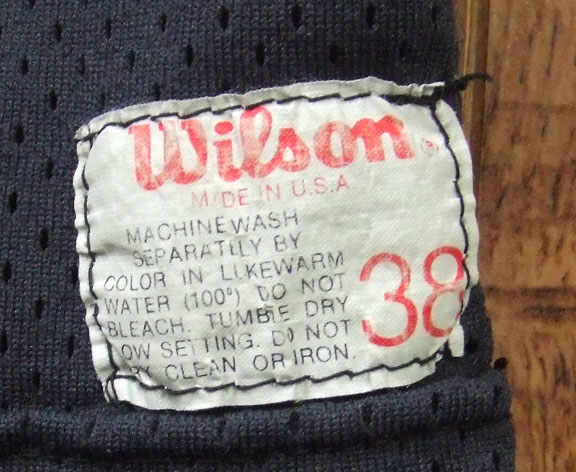 Wilson®
MADE IN U.S.A
MACHINE WASH
SEPARATILY BY
COLOR IN LUKEWARM
WATER (100°) DO NOT
BLEACH. TUMBLE DRY
OW SETTING. DO NOT
RY CLEAN OR IRON.
38